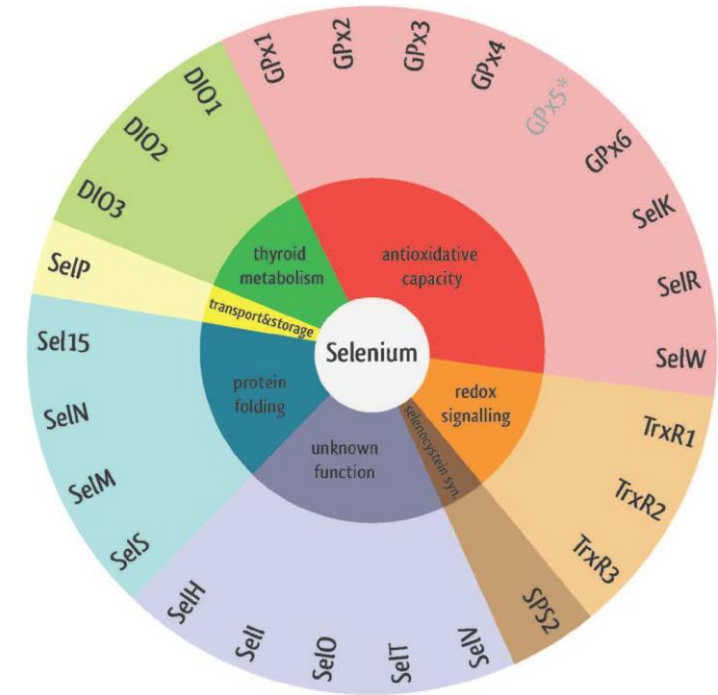 GPx1
GPx2
GPx3
GPx4
GPx5*
GPx6
SelK
SelR
SelW
TrxR1
TrxR2
TrxR3
SPS2
SelV
SelT
SelO
SelI
SelH
SelS
SelM
SelN
Sel15
SelP
DIO3
DIO2
DIO1
thyroid
metabolism
antioxidative
capacity
transport&storage
Selenium
protein
folding
redox
signalling
unknown
function
selenocystein syn.